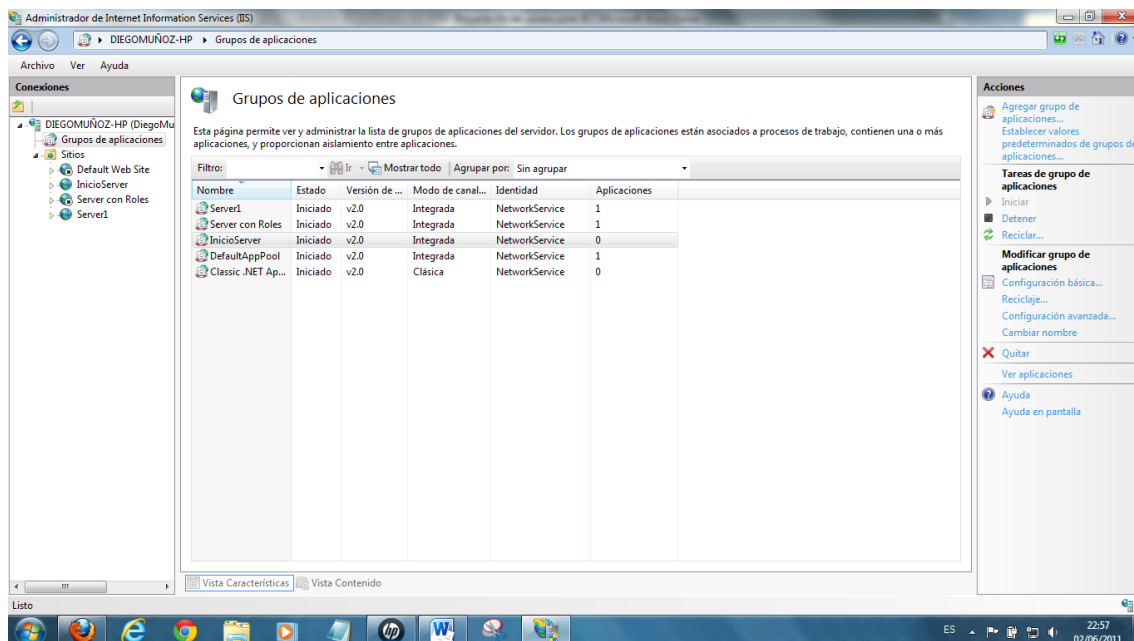 Administrador de Internet Information Services (IIS)
DIEGOMUÑOZ-HP Grupos de aplicaciones
Archivo Ver Ayuda
Conexiones
DIEGOMUÑOZ-HP (DiegoMu
Grupos de aplicaciones
Sitios
Default Web Site
InicioServer
Server con Roles
Server1
Grupos de aplicaciones
Esta página permite ver y administrar la lista de grupos de aplicaciones del servidor. Los grupos de aplicaciones están asociados a procesos de trabajo, contienen una o más
aplicaciones, y proporcionan aislamiento entre aplicaciones.
Filtro: Ir Mostrar todo Agrupar por: Sin agrupar
Nombre Estado Versión de ... Modo de canal... Identidad Aplicaciones
Server1 Iniciado v2.0 Integrada NetworkService 1
Server con Roles Iniciado v2.0 Integrada NetworkService 1
InicioServer Iniciado v2.0 Integrada NetworkService 0
DefaultAppPool Iniciado v2.0 Integrada NetworkService 1
Classic .NET Ap... Iniciado v2.0 Clásica NetworkService 0
Vista Características Vista Contenido
Acciones
Agregar grupo de
aplicaciones...
Establecer valores
predeterminados de grupos de
aplicaciones...
Tareas de grupo de
aplicaciones
Iniciar
Detener
Reciclar...
Modificar grupo de
aplicaciones
Configuración básica...
Reciclaje...
Configuración avanzada...
Cambiar nombre
Quitar
Ver aplicaciones
Ayuda
Ayuda en pantalla
Listo
hp
W
ES
22:57
02/06/2011